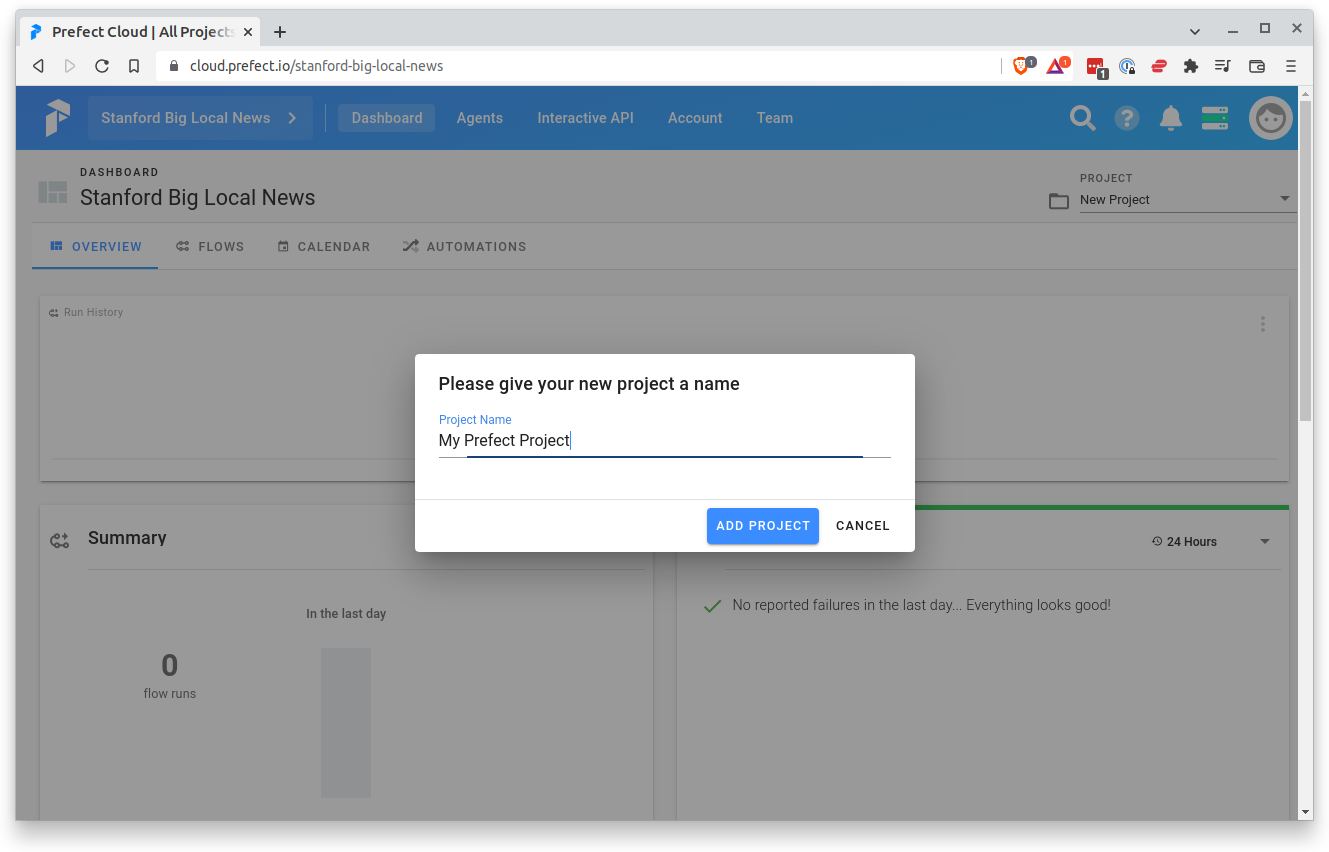 Prefect Cloud | All Projects
cloud.prefect.io/stanford-big-local-news
1
1
1
Stanford Big Local News
Dashboard
Agents
Interactive API
Account
Team
?
DASHBOARD
Stanford Big Local News
PROJECT
New Project
OVERVIEW
FLOWS
CALENDAR
AUTOMATIONS
Run History
Please give your new project a name
Project Name
My Prefect Project
ADD PROJECT
CANCEL
Summary
24 Hours
In the last day
No reported failures in the last day... Everything looks good!
0
flow runs